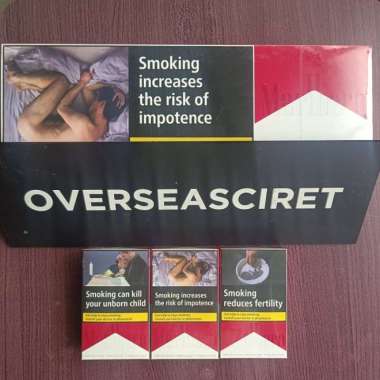 Smoking
increases
the risk of
impotence
Marlboro
OVERSEASCIRET
Smoking can kill
your unborn child
Smoking increases
the risk of impotence
Smoking
reduces fertility